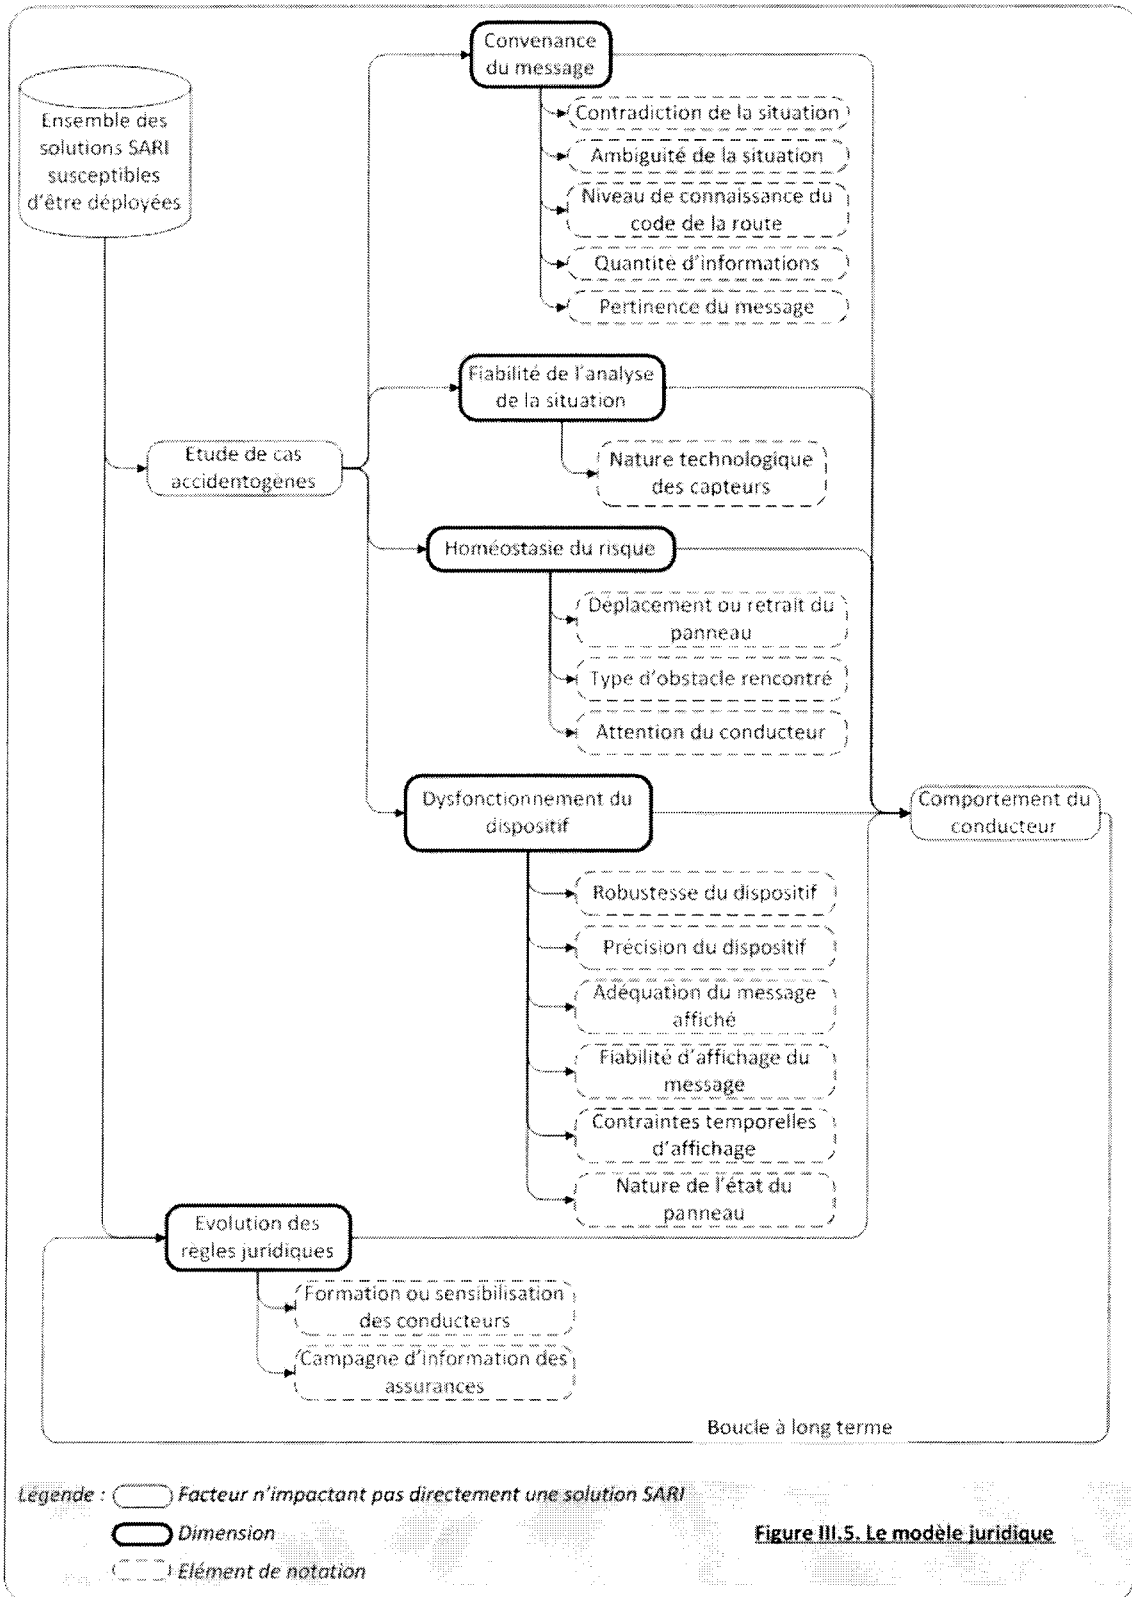 Convenance
du message
Ensemble des
solutions SARI
susceptibles
d'être déployées
Contradiction de la situation
Ambiguité de la situation
Niveau de connaissance du
code de la route
Quantité d'informations
Pertinence du message
Fiabilité de l'analyse
de la situation
Etude de cas
accidentogènes
Nature technologique
des capteurs
Homéostasie du risque
Déplacement ou retrait du
panneau
Type d'obstacle rencontré
Attention du conducteur
Dysfonctionnement du
dispositif
Comportement du
conducteur
Robustesse du dispositif
Précision du dispositif
Adéquation du message
affiché
Fiabilité d'affichage du
message
Contraintes temporelles
d'affichage
Nature de l'état du
panneau
Evolution des
règles juridiques
Formation ou sensibilisation
des conducteurs
Campagne d'information des
assurances
Boucle à long terme
Légende : Facteur n'impactant pas directement une solution SARI
Dimension
Elément de notation
Figure III.5. Le modèle juridique